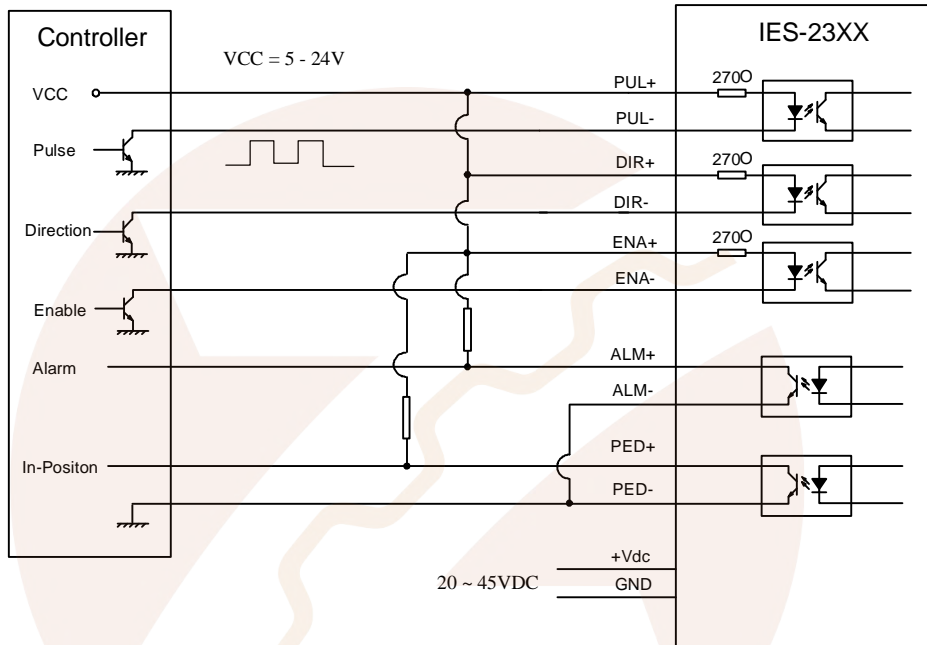 Controller
IES-23XX
VCC = 5 - 24V
VCC
PUL+
270O
PUL-
Pulse
DIR+
270O
DIR-
Direction
ENA+
270O
ENA-
Enable
Alarm
ALM+
ALM-
PED+
In-Positon
PED-
+Vdc
20 ~ 45VDC
GND